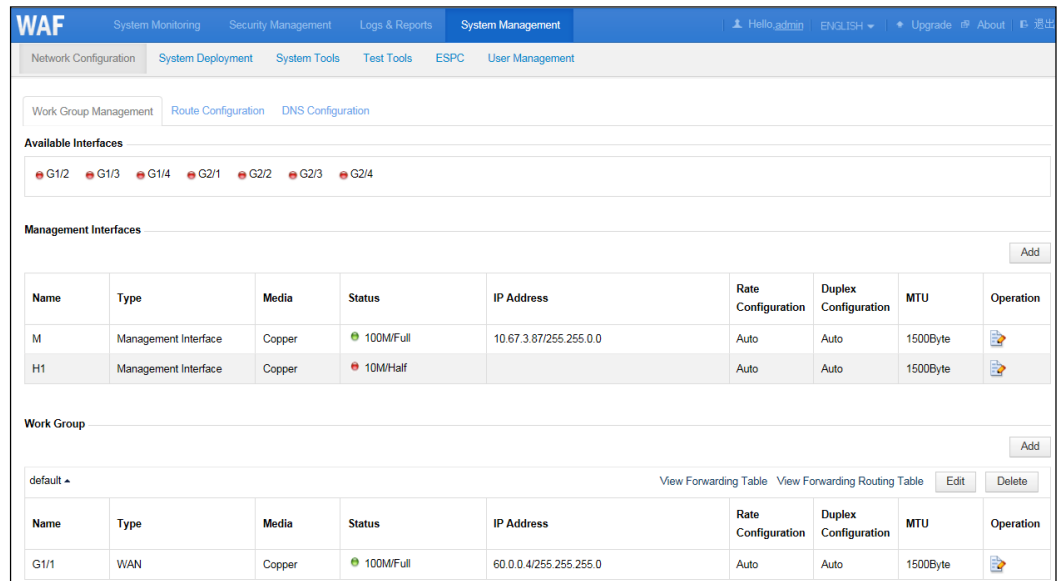 WAF System Monitoring Security Management Logs & Reports System Management Hello,admin ENGLISH Upgrade About 退出
Network Configuration System Deployment System Tools Test Tools ESPC User Management
Work Group Management Route Configuration DNS Configuration
Available Interfaces
G1/2 G1/3 G1/4 G2/1 G2/2 G2/3 G2/4
Management Interfaces
Add
Name Type Media Status IP Address Rate Configuration Duplex Configuration MTU Operation
M Management Interface Copper 100M/Full 10.67.3.87/255.255.0.0 Auto Auto 1500Byte
H1 Management Interface Copper 10M/Half Auto Auto 1500Byte
Work Group
Add
default View Forwarding Table View Forwarding Routing Table Edit Delete
Name Type Media Status IP Address Rate Configuration Duplex Configuration MTU Operation
G1/1 WAN Copper 100M/Full 60.0.0.4/255.255.255.0 Auto Auto 1500Byte